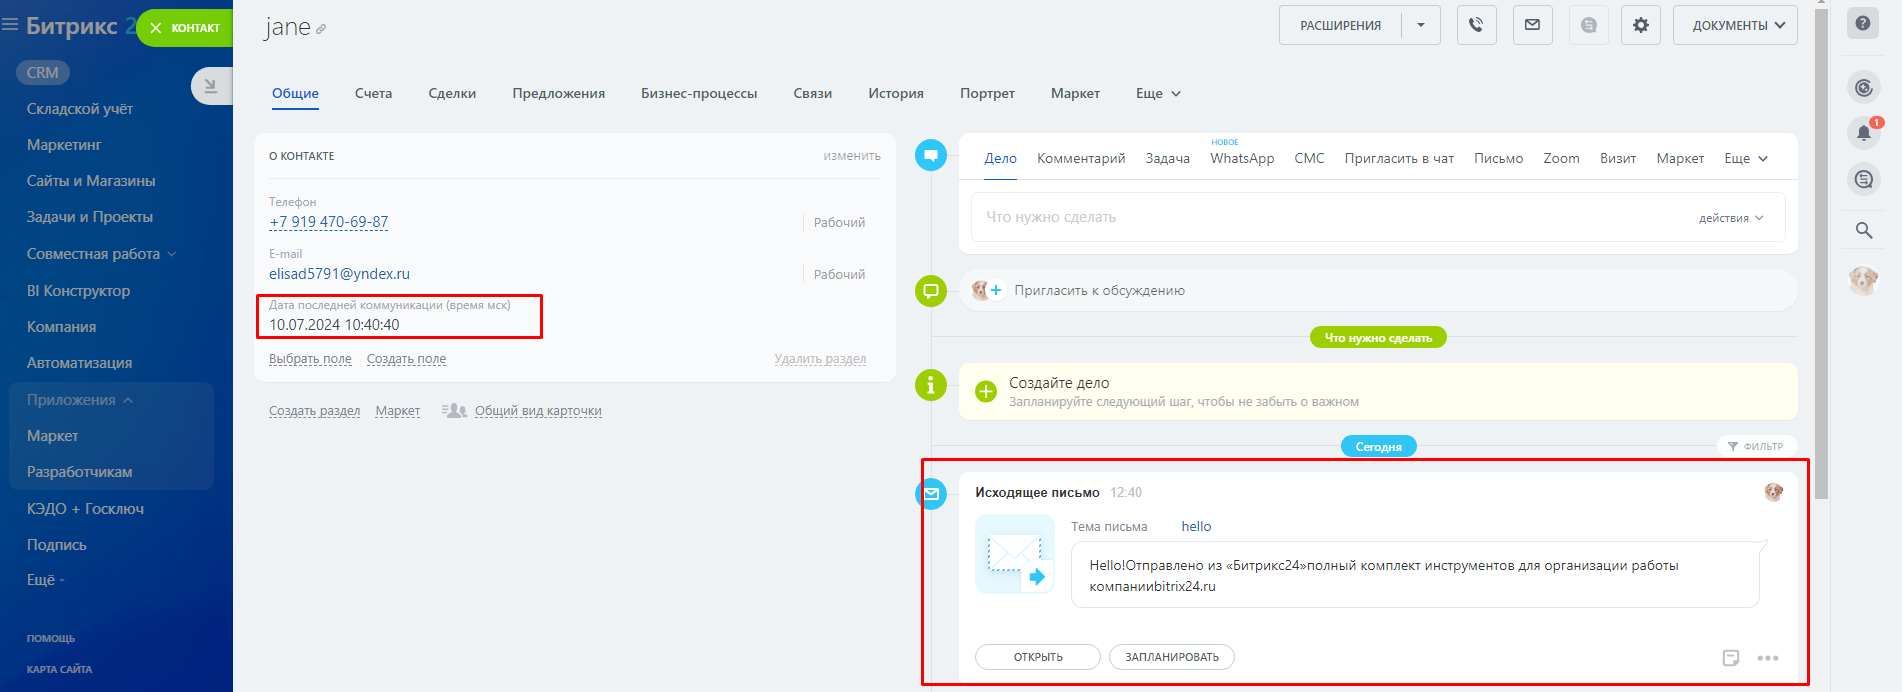 Битрикс 2
КОНТАКТ
CRM
Складской учёт
Маркетинг
Сайты и Магазины
Задачи и Проекты
Совместная работа
BI Конструктор
Компания
Автоматизация
Приложения
Маркет
Разработчикам
КЭДО + Госключ
Подпись
Ещё
ПОМОЩЬ
КАРТА САЙТА
jane
РАСШИРЕНИЯ
ДОКУМЕНТЫ
Общие Счета Сделки Предложения Бизнес-процессы Связи История Портрет Маркет Еще
О КОНТАКТЕ изменить
Телефон
+7 919 470-69-87 Рабочий
E-mail
elisad5791@yndex.ru Рабочий
Дата последней коммуникации (время мск)
10.07.2024 10:40:40
Выбрать поле Создать поле Удалить раздел
Создать раздел Маркет Общий вид карточки
НОВОЕ
Дело Комментарий Задача WhatsApp СМС Пригласить в чат Письмо Zoom Визит Маркет Еще
Что нужно сделать действия
Пригласить к обсуждению
Что нужно сделать
Создайте дело
Запланируйте следующий шаг, чтобы не забыть о важном
Сегодня
ФИЛЬТР
Исходящее письмо 12:40
Тема письма hello
Hello!Отправлено из «Битрикс24»полный комплект инструментов для организации работы
компанииbitrix24.ru
ОТКРЫТЬ ЗАПЛАНИРОВАТЬ
1